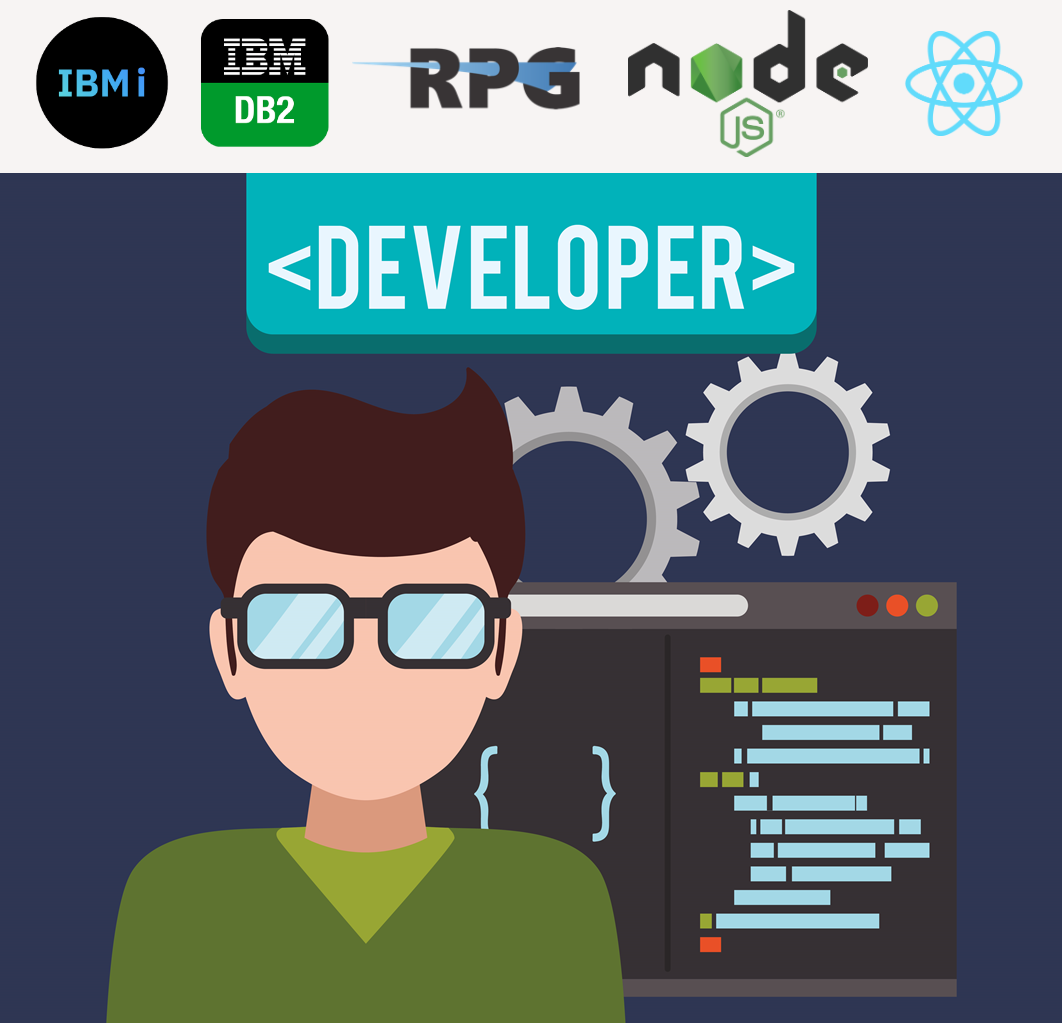 IBM i
IBM
DB2
RPG
node
JS®
<DEVELOPER>
{ }